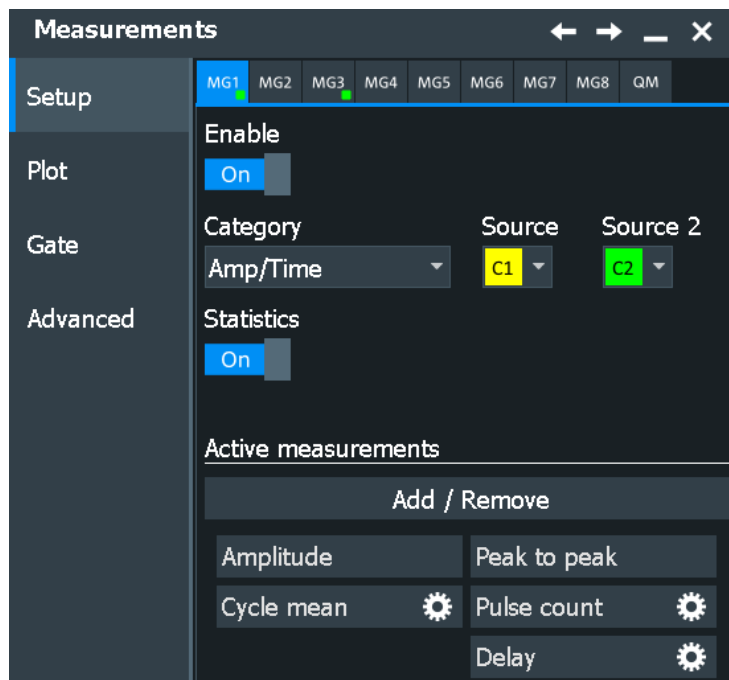 Measurements
Setup
Plot
Gate
Advanced
MG1 MG2 MG3 MG4 MG5 MG6 MG7 MG8 QM
Enable
On
Category Source Source 2
Amp/Time C1 C2
Statistics
On
Active measurements
Add / Remove
Amplitude Peak to peak
Cycle mean Pulse count
Delay